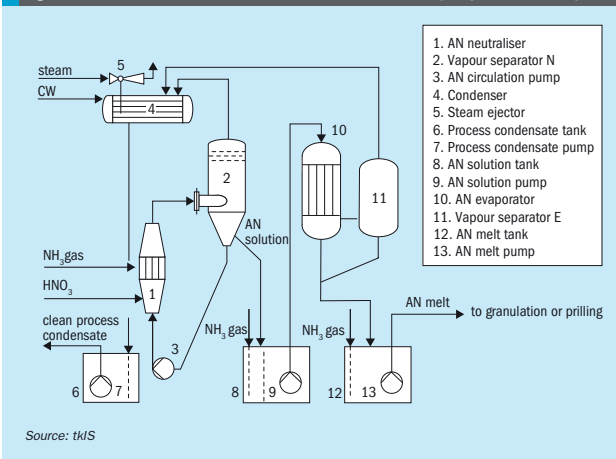 steam
5
CW
4
10
2
11
AN
solution
NH3gas
HNO3
1
clean process
condensate
3
NH3 gas
NH3 gas
AN melt
to granulation or prilling
6
7
8
9
12
13
1. AN neutraliser
2. Vapour separator N
3. AN circulation pump
4. Condenser
5. Steam ejector
6. Process condensate tank
7. Process condensate pump
8. AN solution tank
9. AN solution pump
10. AN evaporator
11. Vapour separator E
12. AN melt tank
13. AN melt pump
Source: tkIS